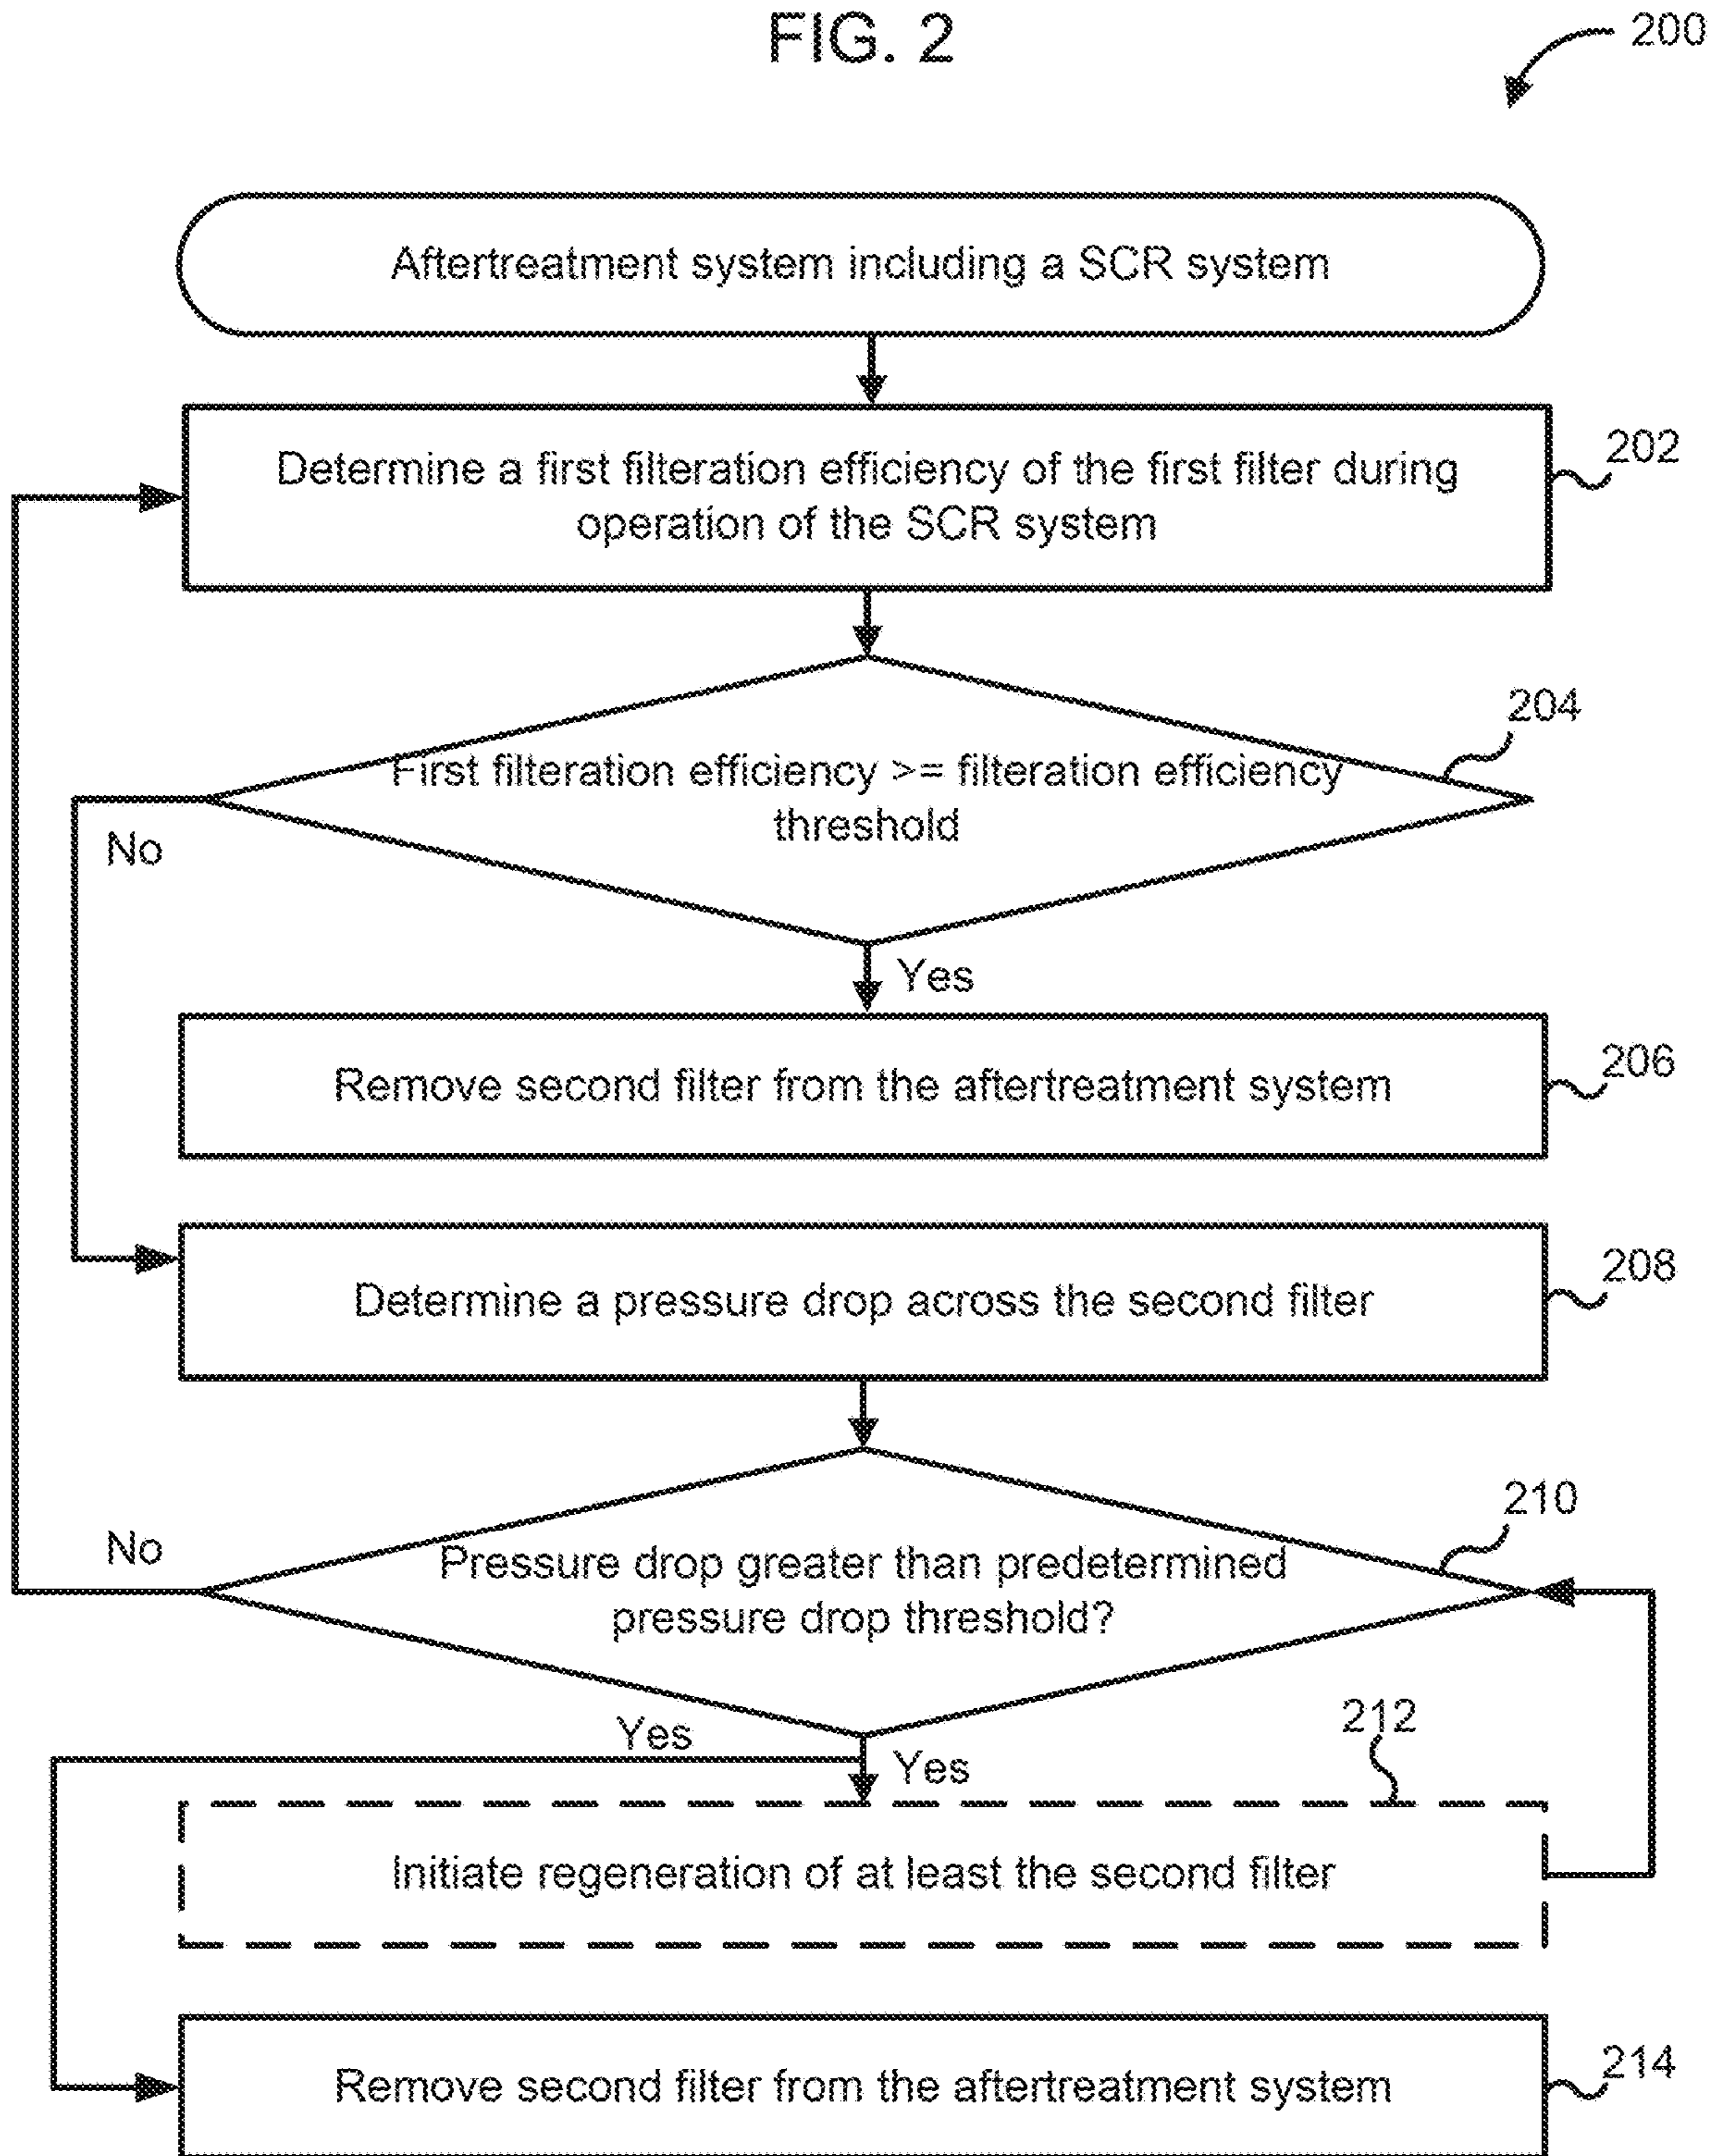 FIG. 2
200
Aftertreatment system including a SCR system
Determine a first filteration efficiency of the first filter during
operation of the SCR system
202
204
First filteration efficiency >= filteration efficiency
threshold
No
Yes
Remove second filter from the aftertreatment system
206
Determine a pressure drop across the second filter
208
210
No
Pressure drop greater than predetermined
pressure drop threshold?
212
Yes
Yes
Initiate regeneration of at least the second filter
Remove second filter from the aftertreatment system
214